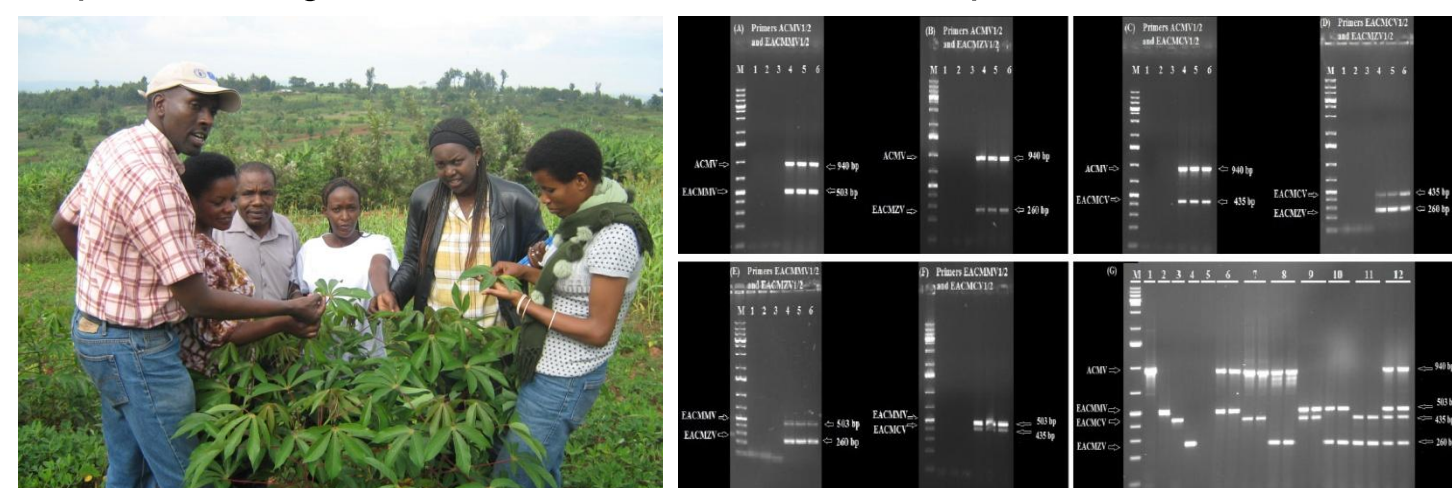 (A) Primers ACMV1/2
and EACMMV1/2
M 1 2 3 4 5 6
ACMV⇨ ⇦940 bp
EACMMV⇨ ⇦503 bp
(B) Primers ACMV1/2
and EACMZV1/2
M 1 2 3 4 5 6
ACMV⇨ ⇦ 940 bp
EACMZV⇨ ⇦ 260 bp
(C) Primers ACMV1/2
and EACMCV1/2
M 1 2 3 4 5 6
ACMV⇨ ⇦ 940 bp
EACMCV⇨ ⇦ 435 bp
(D) Primers EACMCV1/2
and EACMZV1/2
M 1 2 3 4 5 6
EACMCV⇨ ⇦ 435 bp
EACMZV⇨ ⇦ 260 bp
(E) Primers EACMMV1/2
and EACMZV1/2
M 1 2 3 4 5 6
EACMMV⇨ ⇦ 503 bp
EACMZV⇨ ⇦ 260 bp
(F) Primers EACMMV1/2
and EACMCV1/2
M 1 2 3 4 5 6
EACMMV⇨ ⇦ 503 bp
EACMCV⇨ ⇦ 435 bp
(G) M 1 2 3 4 5 6 7 8 9 10 11 12
ACMV⇨ ⇦ 940 bp
EACMMV⇨ ⇦ 503 b
EACMCV⇨ ⇦ 435 bp
EACMZV⇨ ⇦ 260 b